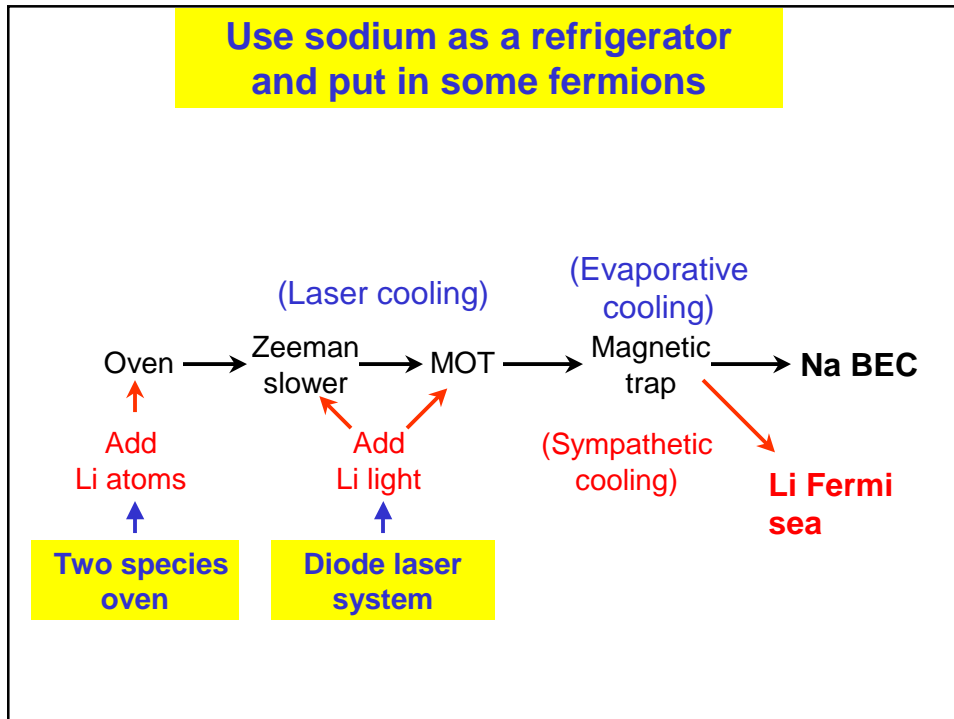 Use sodium as a refrigerator
and put in some fermions
(Laser cooling)
(Evaporative
cooling)
Oven
Zeeman
slower
MOT
Magnetic
trap
Na BEC
Add
Li atoms
Add
Li light
(Sympathetic
cooling)
Li Fermi
sea
Two species
oven
Diode laser
system